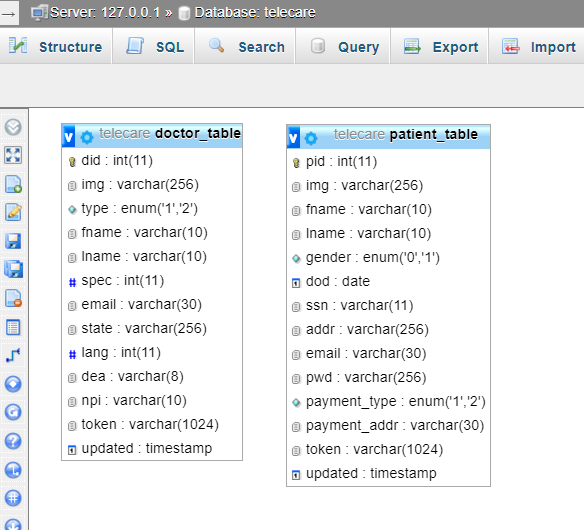 Server: 127.0.0.1 » Database: telecare
Structure SQL Search Query Export Import
v telecare doctor_table
did : int(11)
img : varchar(256)
type : enum('1','2')
fname : varchar(10)
lname : varchar(10)
# spec : int(11)
email : varchar(30)
state : varchar(256)
# lang : int(11)
dea : varchar(8)
npi : varchar(10)
token : varchar(1024)
updated : timestamp
v telecare patient_table
pid : int(11)
img : varchar(256)
fname : varchar(10)
lname : varchar(10)
gender : enum('0','1')
dod : date
ssn : varchar(11)
addr : varchar(256)
email : varchar(30)
pwd : varchar(256)
payment_type : enum('1','2')
payment_addr : varchar(30)
token : varchar(1024)
updated : timestamp